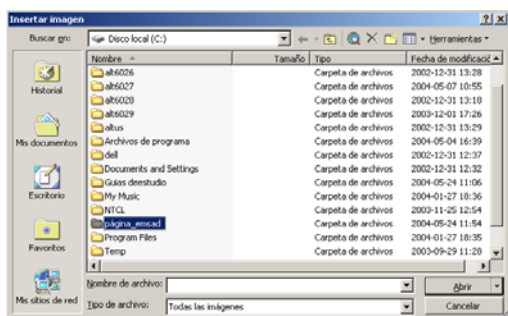 Insertar imagen
Buscar en: Disco local (C:) Herramientas
Nombre Tamaño Tipo Fecha de modificació
alt6026 Carpeta de archivos 2002-12-31 13:28
alt6027 Carpeta de archivos 2004-05-07 10:55
alt6028 Carpeta de archivos 2002-12-31 13:18
alt6029 Carpeta de archivos 2003-12-01 17:26
altus Carpeta de archivos 2002-12-31 13:29
Archivos de programa Carpeta de archivos 2004-05-04 16:39
dell Carpeta de archivos 2002-12-31 12:37
Documents and Settings Carpeta de archivos 2002-12-31 12:32
Guias deestudio Carpeta de archivos 2004-05-24 11:06
My Music Carpeta de archivos 2004-01-27 18:36
NTCL Carpeta de archivos 2003-11-25 12:54
página_emsad Carpeta de archivos 2004-05-24 11:54
Program Files Carpeta de archivos 2004-01-27 18:35
Temp Carpeta de archivos 2003-09-29 11:28
Historial
Mis documentos
Escritorio
Favoritos
Mis sitios de red
Nombre de archivo: Abrir
Tipo de archivo: Todas las imágenes Cancelar